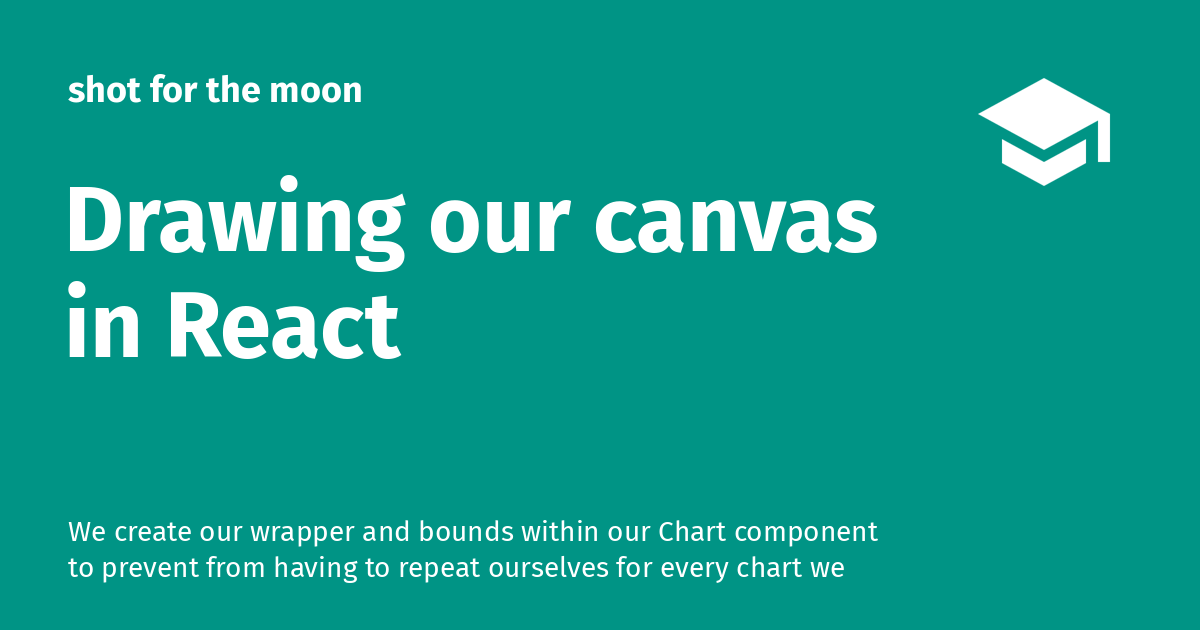 shot for the moon
Drawing our canvas
in React
We create our wrapper and bounds within our Chart component
to prevent from having to repeat ourselves for every chart we